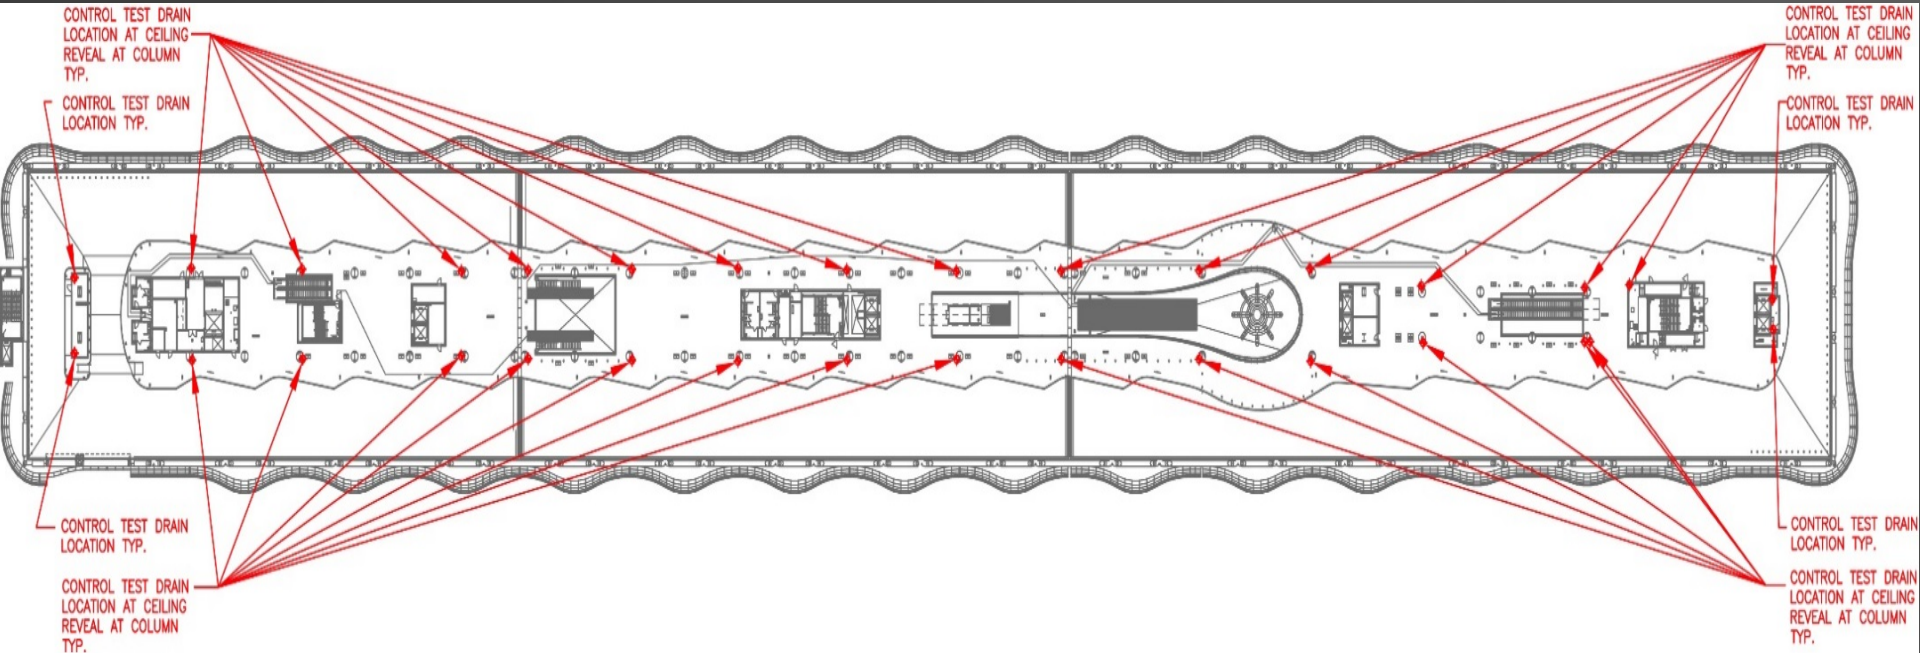 CONTROL TEST DRAIN
LOCATION AT CEILING
REVEAL AT COLUMN
TYP.
CONTROL TEST DRAIN
LOCATION TYP.
CONTROL TEST DRAIN
LOCATION AT CEILING
REVEAL AT COLUMN
TYP.
CONTROL TEST DRAIN
LOCATION TYP.
CONTROL TEST DRAIN
LOCATION TYP.
CONTROL TEST DRAIN
LOCATION AT CEILING
REVEAL AT COLUMN
TYP.
CONTROL TEST DRAIN
LOCATION TYP.
CONTROL TEST DRAIN
LOCATION AT CEILING
REVEAL AT COLUMN
TYP.